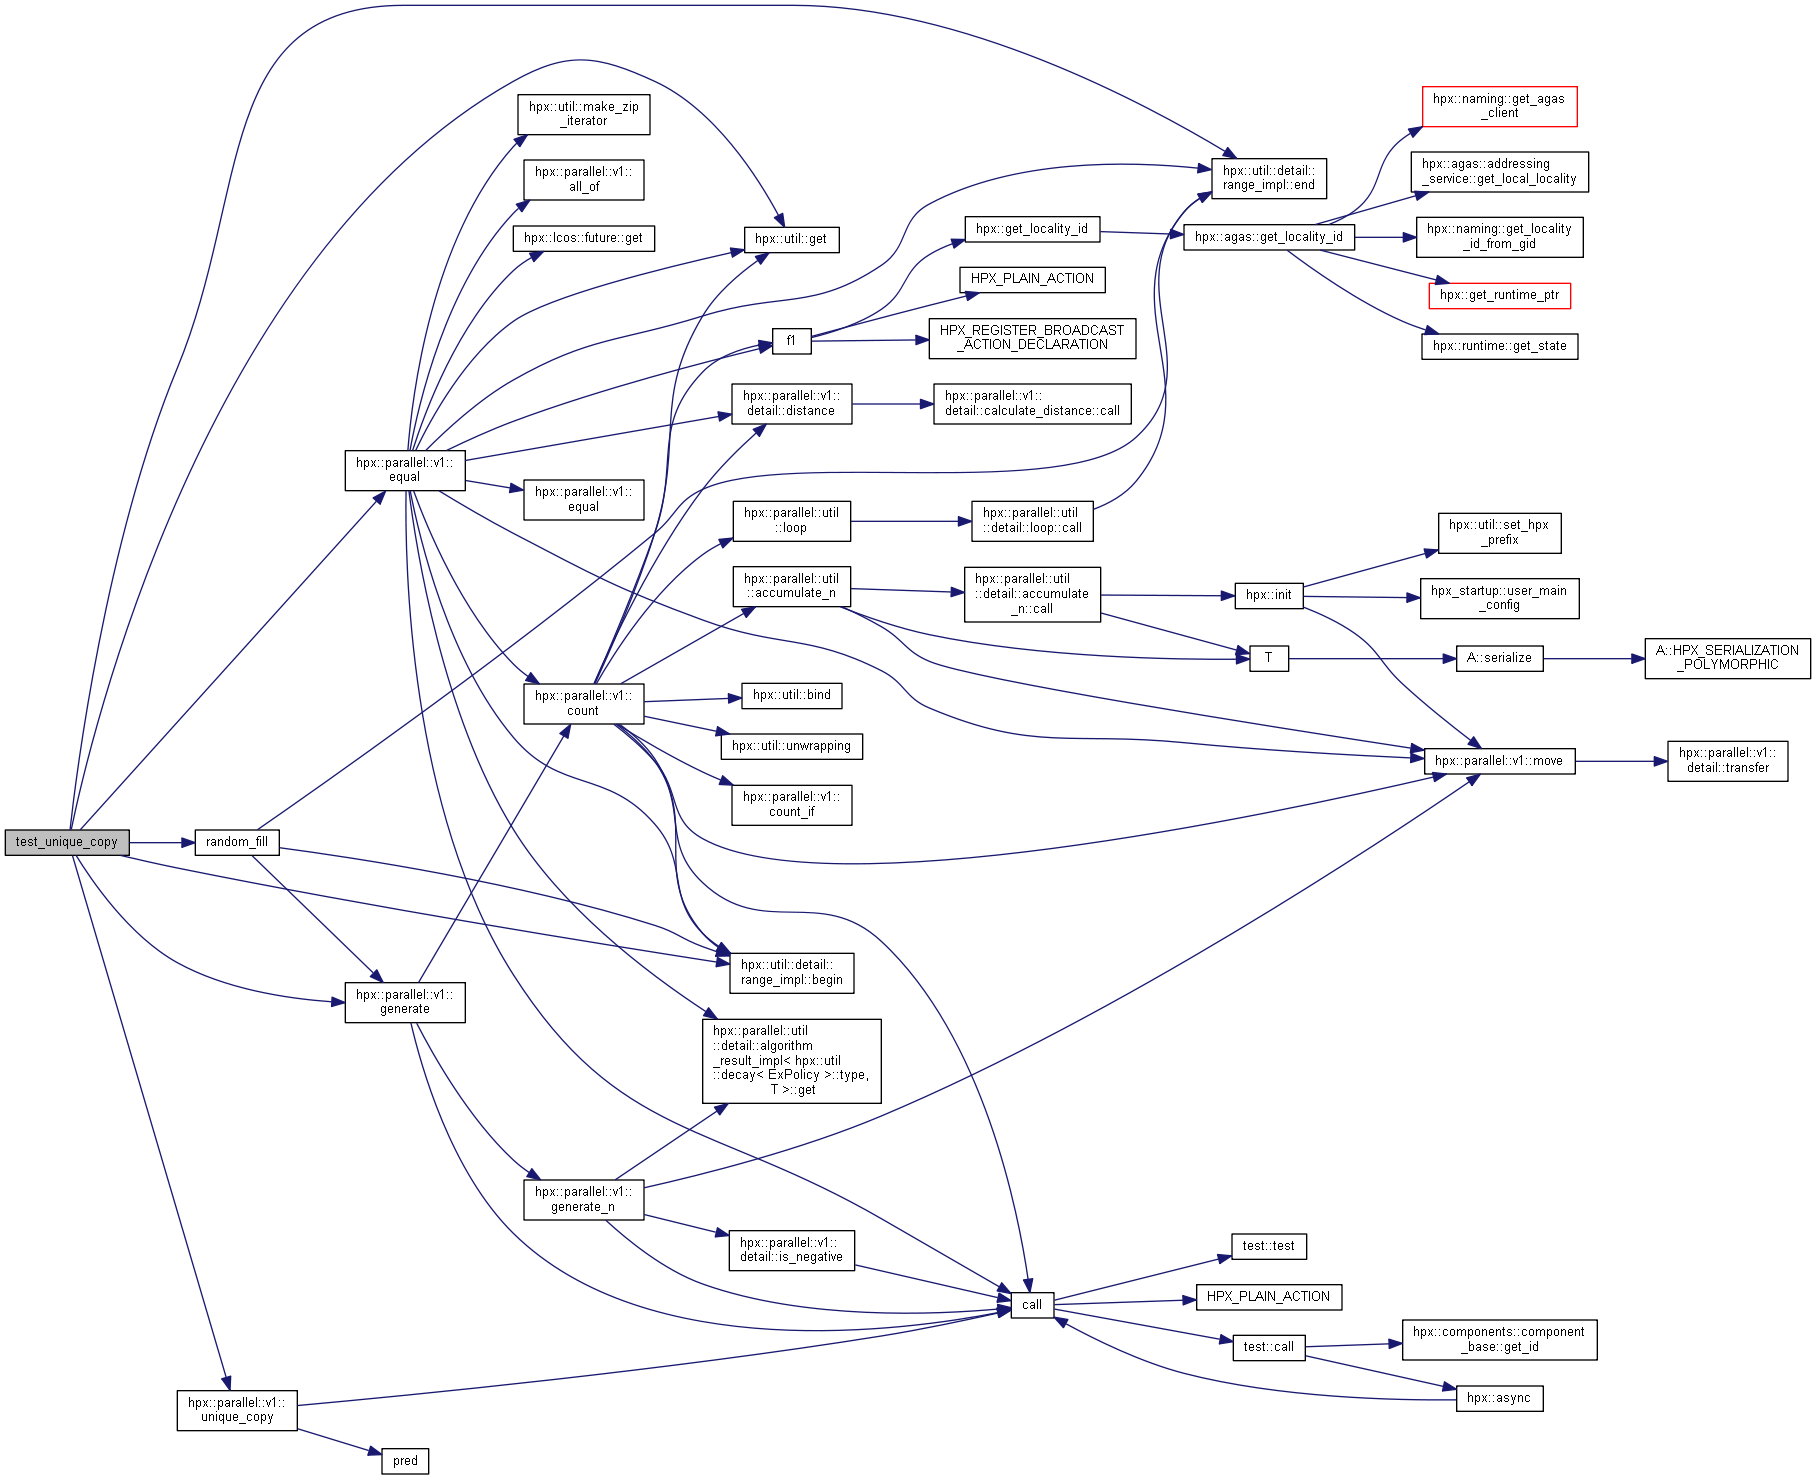 hpx::naming::get_agas
_client
hpx::util::make_zip
_iterator
hpx::parallel::v1::
all_of
hpx::util::detail::
range_impl::end
hpx::agas::addressing
_service::get_local_locality
hpx::lcos::future::get
hpx::util::get
hpx::get_locality_id
hpx::agas::get_locality_id
hpx::naming::get_locality
_id_from_gid
HPX_PLAIN_ACTION
hpx::get_runtime_ptr
f1
HPX_REGISTER_BROADCAST
_ACTION_DECLARATION
hpx::runtime::get_state
hpx::parallel::v1::
detail::distance
hpx::parallel::v1::
detail::calculate_distance::call
hpx::parallel::v1::
equal
hpx::parallel::v1::
equal
hpx::parallel::util
::loop
hpx::parallel::util
::detail::loop::call
hpx::util::set_hpx
_prefix
hpx::parallel::util
::accumulate_n
hpx::parallel::util
::detail::accumulate
_n::call
hpx::init
hpx_startup::user_main
_config
T
A::serialize
A::HPX_SERIALIZATION
_POLYMORPHIC
hpx::parallel::v1::
count
hpx::util::bind
hpx::util::unwrapping
hpx::parallel::v1::move
hpx::parallel::v1::
detail::transfer
hpx::parallel::v1::
count_if
test_unique_copy
random_fill
hpx::util::detail::
range_impl::begin
hpx::parallel::v1::
generate
hpx::parallel::util
::detail::algorithm
_result_impl< hpx::util
::decay< ExPolicy >::type,
T >::get
hpx::parallel::v1::
generate_n
hpx::parallel::v1::
detail::is_negative
test::test
call
HPX_PLAIN_ACTION
test::call
hpx::components::component
_base::get_id
hpx::async
hpx::parallel::v1::
unique_copy
pred